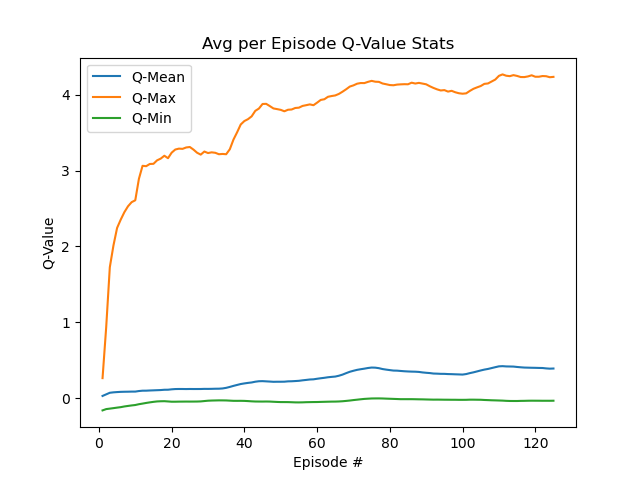 Avg per Episode Q-Value Stats
Q-Mean
Q-Max
Q-Min
Q-Value
4
3
2
1
0
0 20 40 60 80 100 120
Episode #